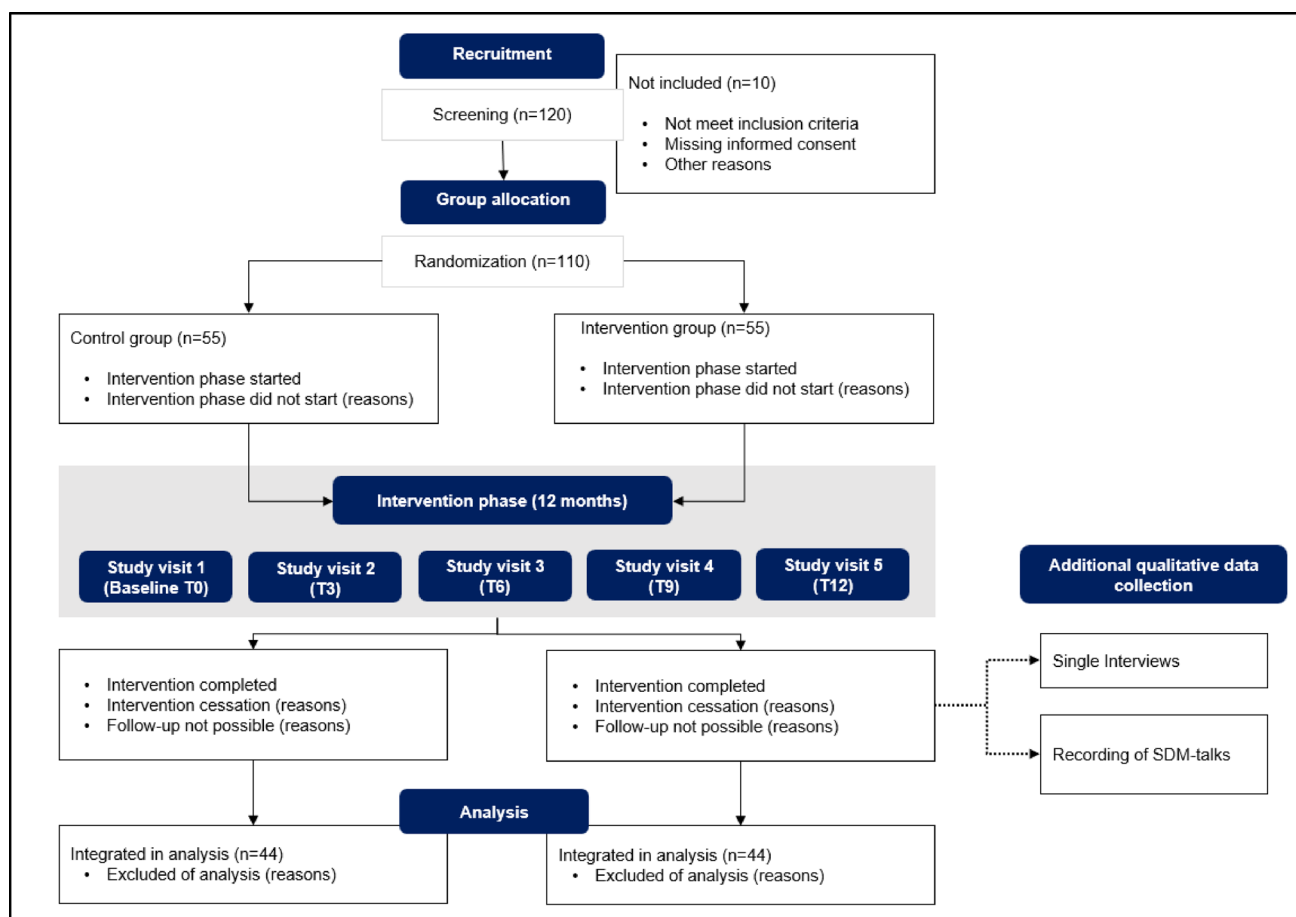 Recruitment
Screening (n=120)
Not included (n=10)
• Not meet inclusion criteria
• Missing informed consent
• Other reasons
Group allocation
Randomization (n=110)
Control group (n=55)
• Intervention phase started
• Intervention phase did not start (reasons)
Intervention group (n=55)
• Intervention phase started
• Intervention phase did not start (reasons)
Intervention phase (12 months)
Study visit 1
(Baseline T0)
Study visit 2
(T3)
Study visit 3
(T6)
Study visit 4
(T9)
Study visit 5
(T12)
Additional qualitative data
collection
• Intervention completed
• Intervention cessation (reasons)
• Follow-up not possible (reasons)
• Intervention completed
• Intervention cessation (reasons)
• Follow-up not possible (reasons)
Single Interviews
Recording of SDM-talks
Analysis
Integrated in analysis (n=44)
• Excluded of analysis (reasons)
Integrated in analysis (n=44)
• Excluded of analysis (reasons)